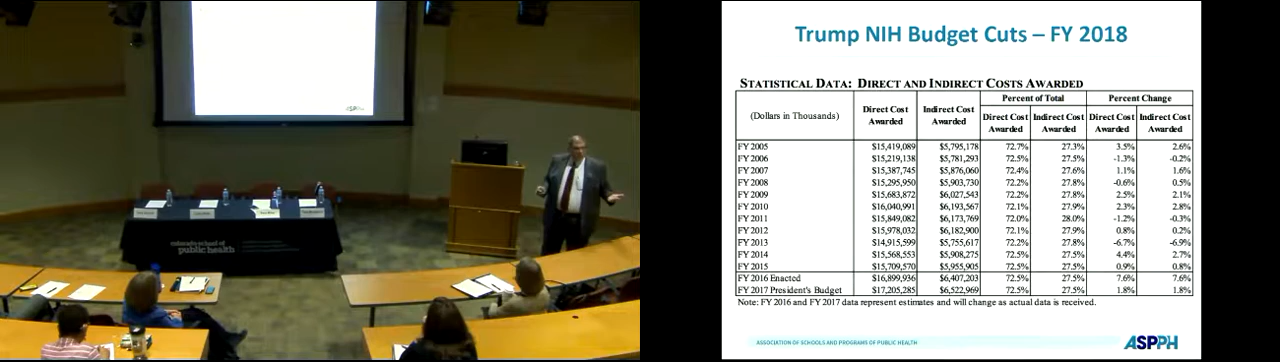 colorado school of
public health
Trump NIH Budget Cuts – FY 2018
STATISTICAL DATA: DIRECT AND INDIRECT COSTS AWARDED
(Dollars in Thousands) Direct Cost Awarded Indirect Cost Awarded Percent of Total Percent Change
Direct Cost Awarded Indirect Cost Awarded Direct Cost Awarded Indirect Cost Awarded
FY 2005 $15,419,089 $5,795,178 72.7% 27.3% 3.5% 2.6%
FY 2006 $15,219,138 $5,781,293 72.5% 27.5% -1.3% -0.2%
FY 2007 $15,387,745 $5,876,060 72.4% 27.6% 1.1% 1.6%
FY 2008 $15,295,950 $5,903,730 72.2% 27.8% -0.6% 0.5%
FY 2009 $15,683,872 $6,027,543 72.2% 27.8% 2.5% 2.1%
FY 2010 $16,040,991 $6,193,567 72.1% 27.9% 2.3% 2.8%
FY 2011 $15,849,082 $6,173,769 72.0% 28.0% -1.2% -0.3%
FY 2012 $15,978,032 $6,182,900 72.1% 27.9% 0.8% 0.2%
FY 2013 $14,915,599 $5,755,617 72.2% 27.8% -6.7% -6.9%
FY 2014 $15,568,553 $5,908,275 72.5% 27.5% 4.4% 2.7%
FY 2015 $15,709,570 $5,955,905 72.5% 27.5% 0.9% 0.8%
FY 2016 Enacted $16,899,936 $6,407,203 72.5% 27.5% 7.6% 7.6%
FY 2017 President's Budget $17,205,285 $6,522,969 72.5% 27.5% 1.8% 1.8%
Note: FY 2016 and FY 2017 data represent estimates and will change as actual data is received.
ASSOCIATION OF SCHOOLS AND PROGRAMS OF PUBLIC HEALTH
ASPPH